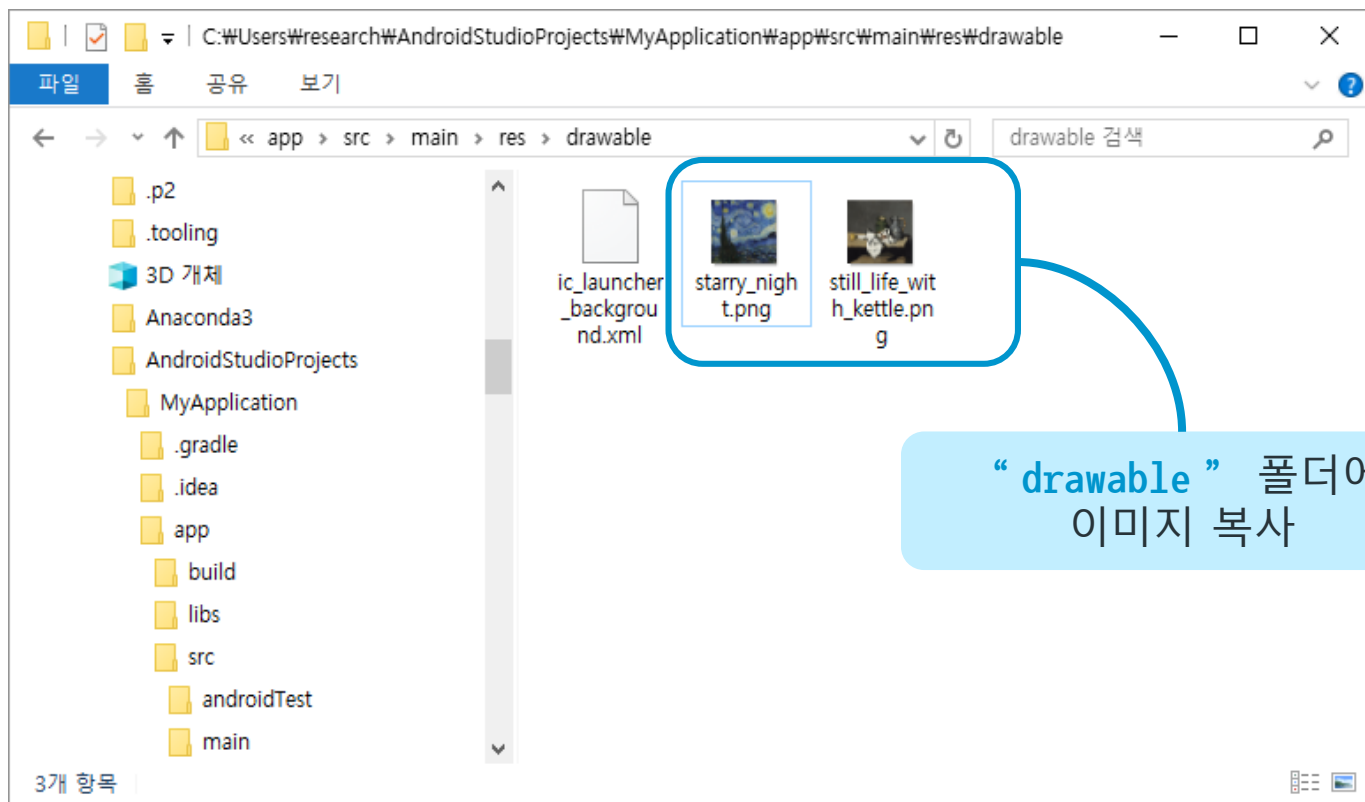 C:₩Users₩research₩AndroidStudioProjects₩MyApplication₩app₩src₩main₩res₩drawable
파일 홈 공유 보기
« app > src > main > res > drawable
drawable 검색
.p2
.tooling
3D 개체
Anaconda3
AndroidStudioProjects
MyApplication
.gradle
.idea
app
build
libs
src
androidTest
main
ic_launcher
_backgrou
nd.xml
starry_nigh
t.png
still_life_wit
h_kettle.pn
g
“drawable” 폴더에
이미지 복사
3개 항목